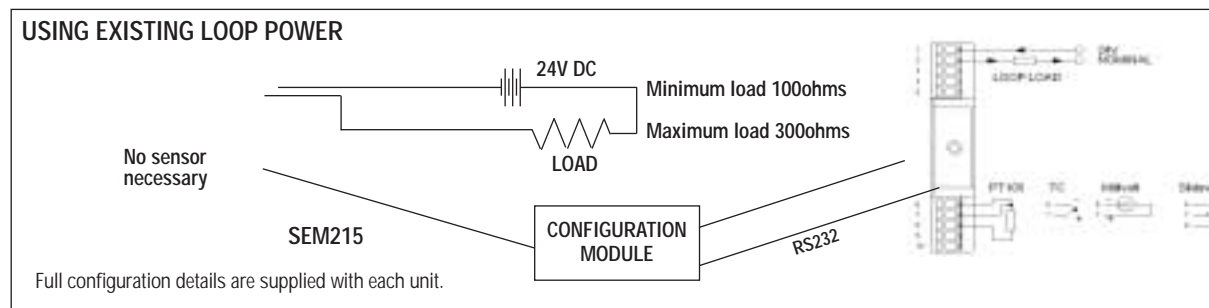 USING EXISTING LOOP POWER
24V DC
Minimum load 100ohms
Maximum load 300ohms
LOAD
No sensor
necessary
SEM215
CONFIGURATION
MODULE
RS232
Full configuration details are supplied with each unit.
NOMINAL
LOOP LOAD
PT100
TC